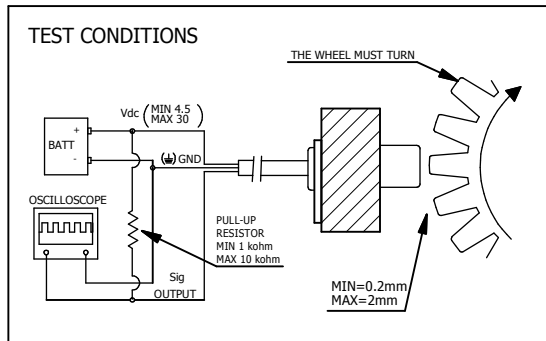 TEST CONDITIONS
THE WHEEL MUST TURN
Vdc (MIN 4.5
MAX 30)
+
BATT
-
(⏚) GND
OSCILLOSCOPE
PULL-UP
RESISTOR
MIN 1 kohm
MAX 10 kohm
Sig
OUTPUT
MIN=0.2mm
MAX=2mm